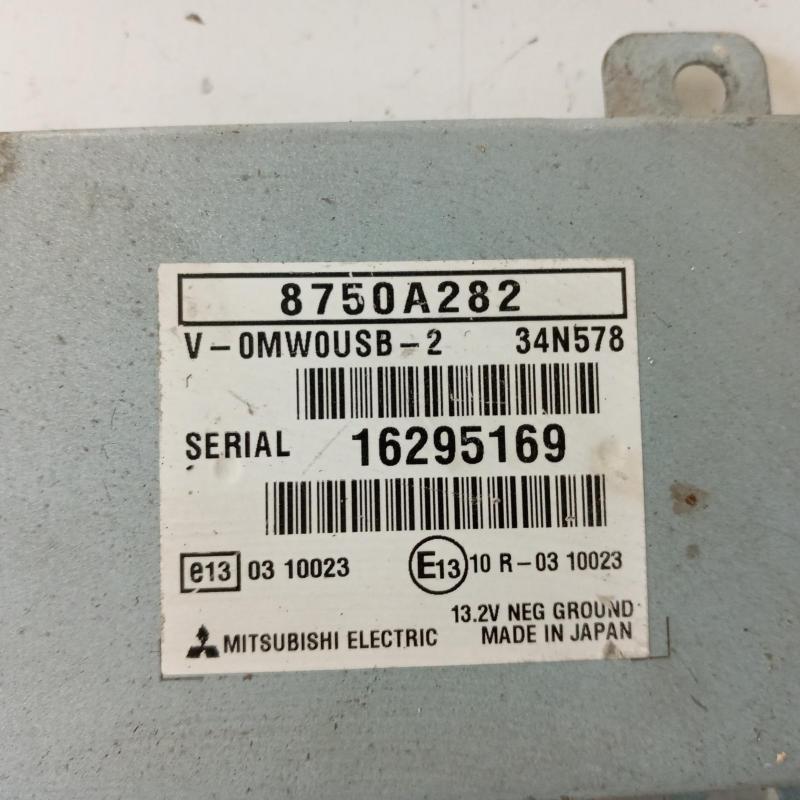 8750A282
V-0MW0USB-2 34N578
SERIAL 16295169
e13 03 10023 E13 10 R-03 10023
13.2V NEG GROUND
MITSUBISHI ELECTRIC MADE IN JAPAN